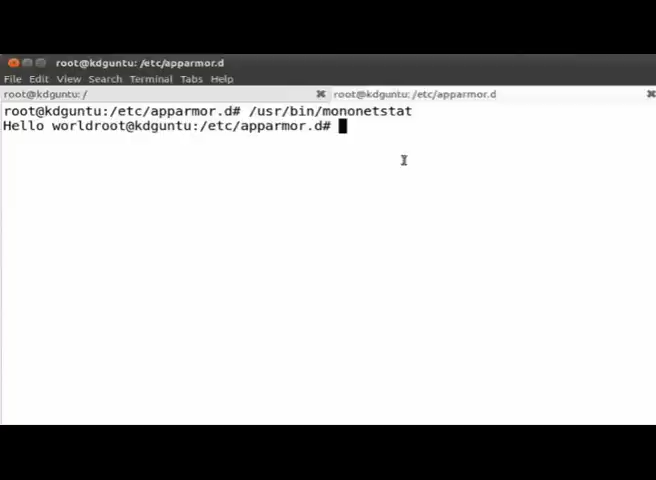 root@kdguntu: /etc/apparmor.d
File Edit View Search Terminal Tabs Help
root@kdguntu: / root@kdguntu: /etc/apparmor.d
root@kdguntu:/etc/apparmor.d# /usr/bin/mononetstat
Hello worldroot@kdguntu:/etc/apparmor.d#